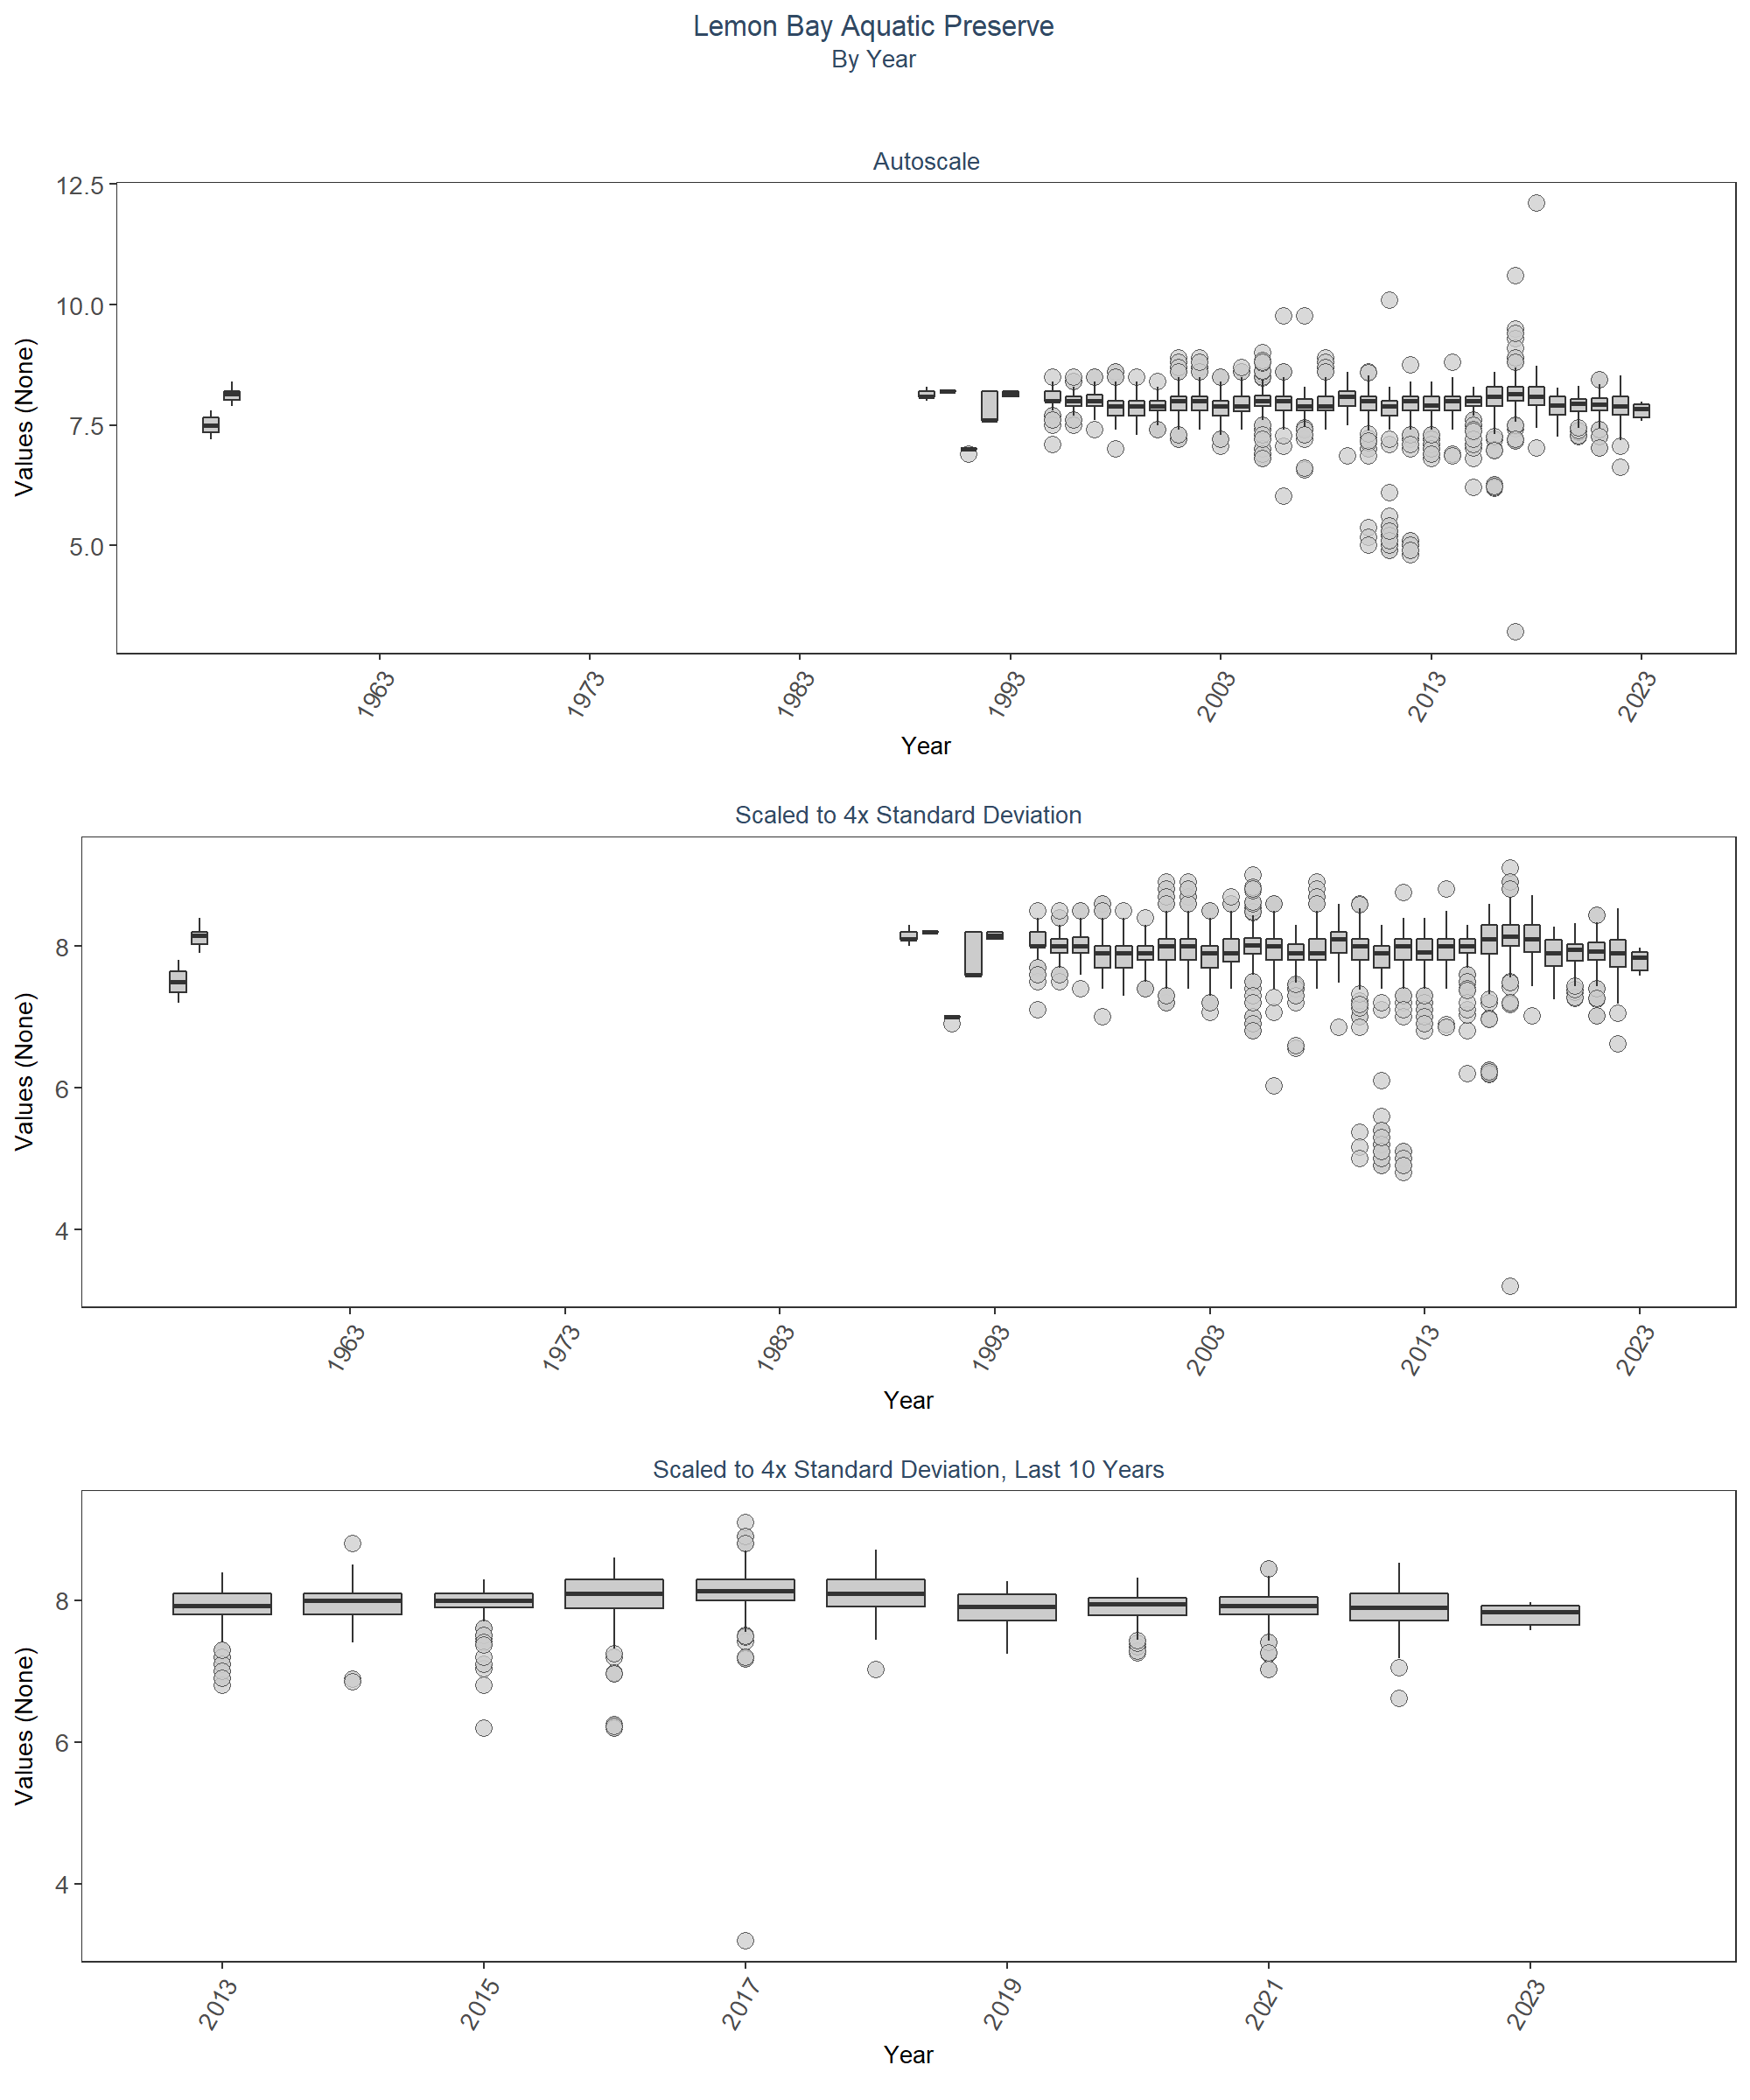 Lemon Bay Aquatic Preserve
By Year
Autoscale
12.5
10.0
7.5
5.0
Values (None)
1963 1973 1983 1993 2003 2013 2023
Year
Scaled to 4x Standard Deviation
8
6
4
Values (None)
1963 1973 1983 1993 2003 2013 2023
Year
Scaled to 4x Standard Deviation, Last 10 Years
8
6
4
Values (None)
2013 2015 2017 2019 2021 2023
Year